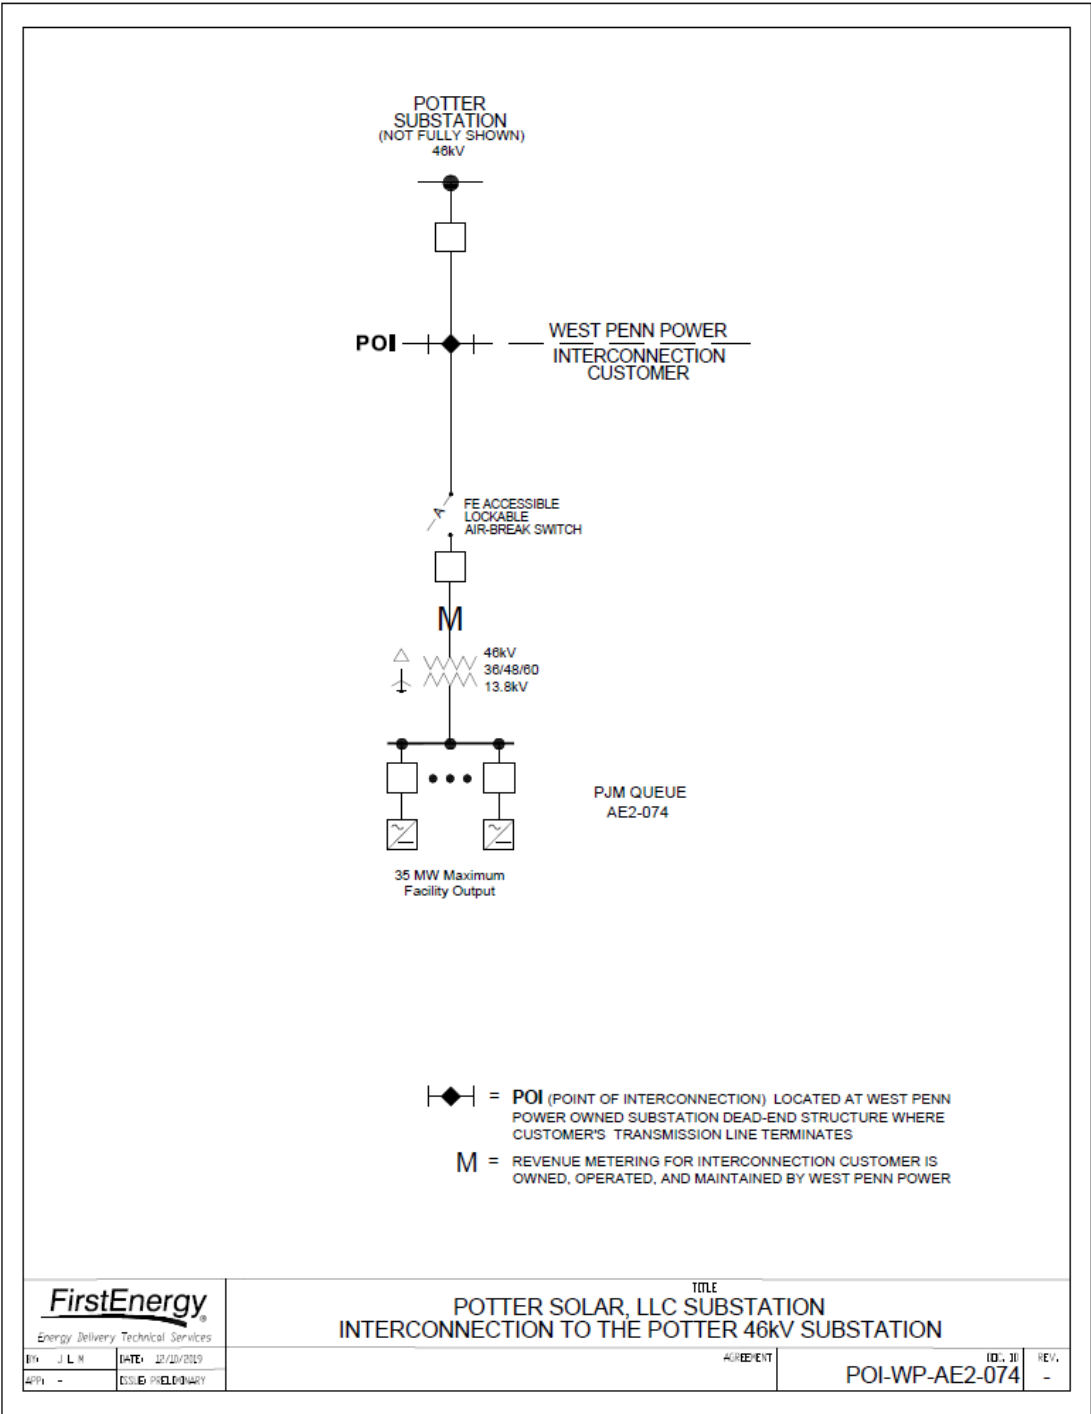 POTTER
SUBSTATION
(NOT FULLY SHOWN)
46kV
POI
WEST PENN POWER
INTERCONNECTION
CUSTOMER
A
FE ACCESSIBLE
LOCKABLE
AIR-BREAK SWITCH
M
46kV
36/48/60
13.8kV
PJM QUEUE
AE2-074
35 MW Maximum
Facility Output
= POI (POINT OF INTERCONNECTION) LOCATED AT WEST PENN
POWER OWNED SUBSTATION DEAD-END STRUCTURE WHERE
CUSTOMER'S TRANSMISSION LINE TERMINATES
M = REVENUE METERING FOR INTERCONNECTION CUSTOMER IS
OWNED, OPERATED, AND MAINTAINED BY WEST PENN POWER
FirstEnergy®
Energy Delivery Technical Services
BY: J L M
DATE: 12/10/2019
APP: -
ISSUE: PRELIMINARY
TITLE
POTTER SOLAR, LLC SUBSTATION
INTERCONNECTION TO THE POTTER 46kV SUBSTATION
AGREEMENT
DOC. ID
POI-WP-AE2-074
REV.
-